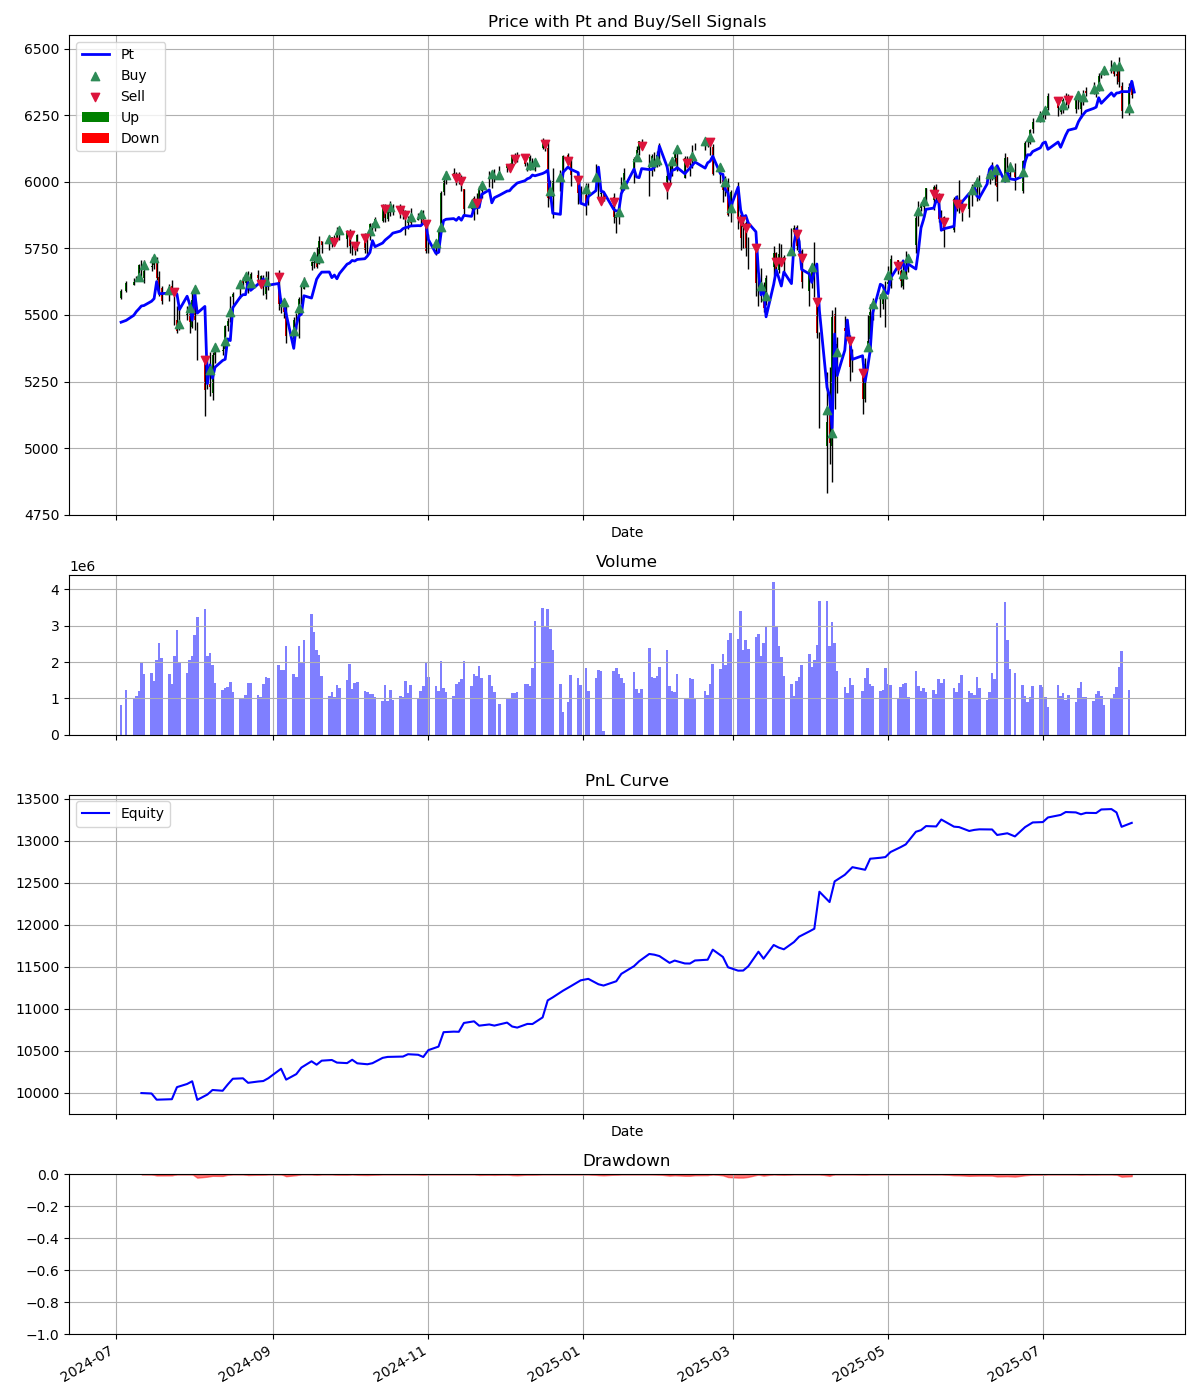 Price with Pt and Buy/Sell Signals
6500
6250
6000
5750
5500
5250
5000
4750
Pt
Buy
Sell
Up
Down
Date
Volume
1e6
4
3
2
1
0
PnL Curve
13500
13000
12500
12000
11500
11000
10500
10000
Equity
Date
Drawdown
0.0
−0.2
−0.4
−0.6
−0.8
−1.0
2024-07
2024-09
2024-11
2025-01
2025-03
2025-05
2025-07